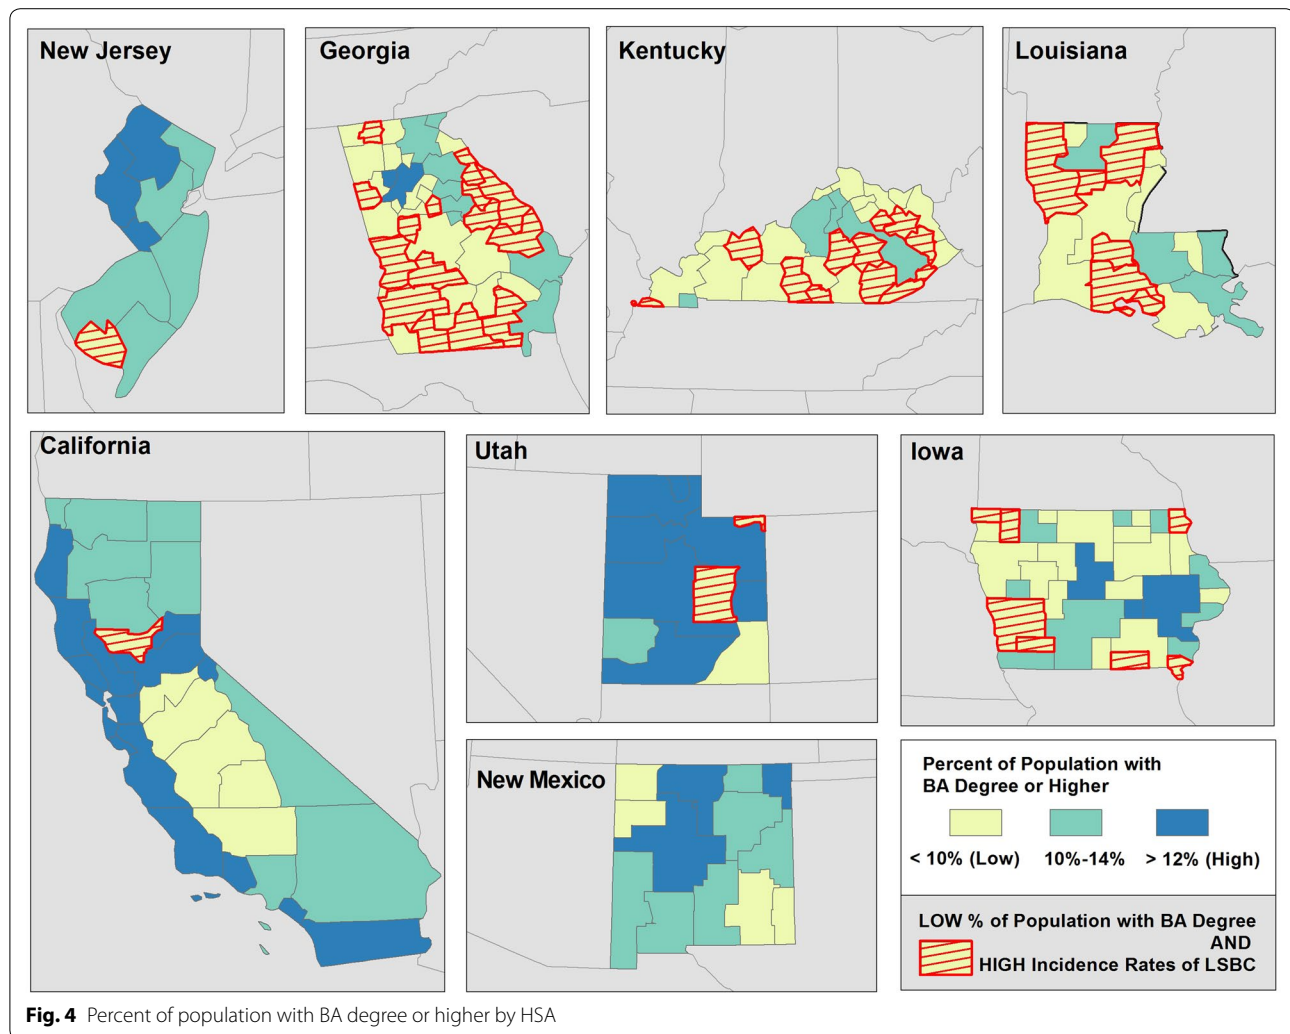 New Jersey
Georgia
Kentucky
Louisiana
California
Utah
Iowa
New Mexico
Percent of Population with
BA Degree or Higher
< 10% (Low) 10%-14% > 12% (High)
LOW % of Population with BA Degree
AND
HIGH Incidence Rates of LSBC
Fig. 4 Percent of population with BA degree or higher by HSA